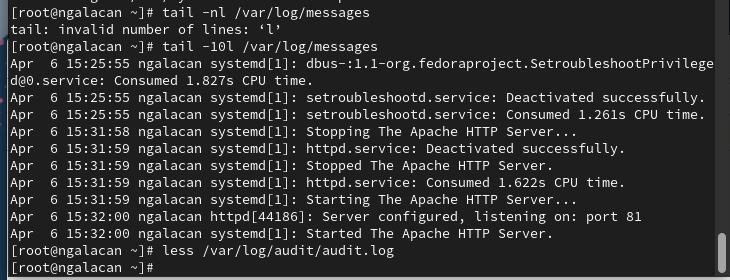 [root@ngalacan ~]# tail -nl /var/log/messages
tail: invalid number of lines: ‘l’
[root@ngalacan ~]# tail -10l /var/log/messages
Apr  6 15:25:55 ngalacan systemd[1]: dbus-:1.1-org.fedoraproject.SetroubleshootPrivilege
d@0.service: Consumed 1.827s CPU time.
Apr  6 15:25:55 ngalacan systemd[1]: setroubleshootd.service: Deactivated successfully.
Apr  6 15:25:55 ngalacan systemd[1]: setroubleshootd.service: Consumed 1.261s CPU time.
Apr  6 15:31:58 ngalacan systemd[1]: Stopping The Apache HTTP Server...
Apr  6 15:31:59 ngalacan systemd[1]: httpd.service: Deactivated successfully.
Apr  6 15:31:59 ngalacan systemd[1]: Stopped The Apache HTTP Server.
Apr  6 15:31:59 ngalacan systemd[1]: httpd.service: Consumed 1.622s CPU time.
Apr  6 15:31:59 ngalacan systemd[1]: Starting The Apache HTTP Server...
Apr  6 15:32:00 ngalacan httpd[44186]: Server configured, listening on: port 81
Apr  6 15:32:00 ngalacan systemd[1]: Started The Apache HTTP Server.
[root@ngalacan ~]# less /var/log/audit/audit.log
[root@ngalacan ~]#